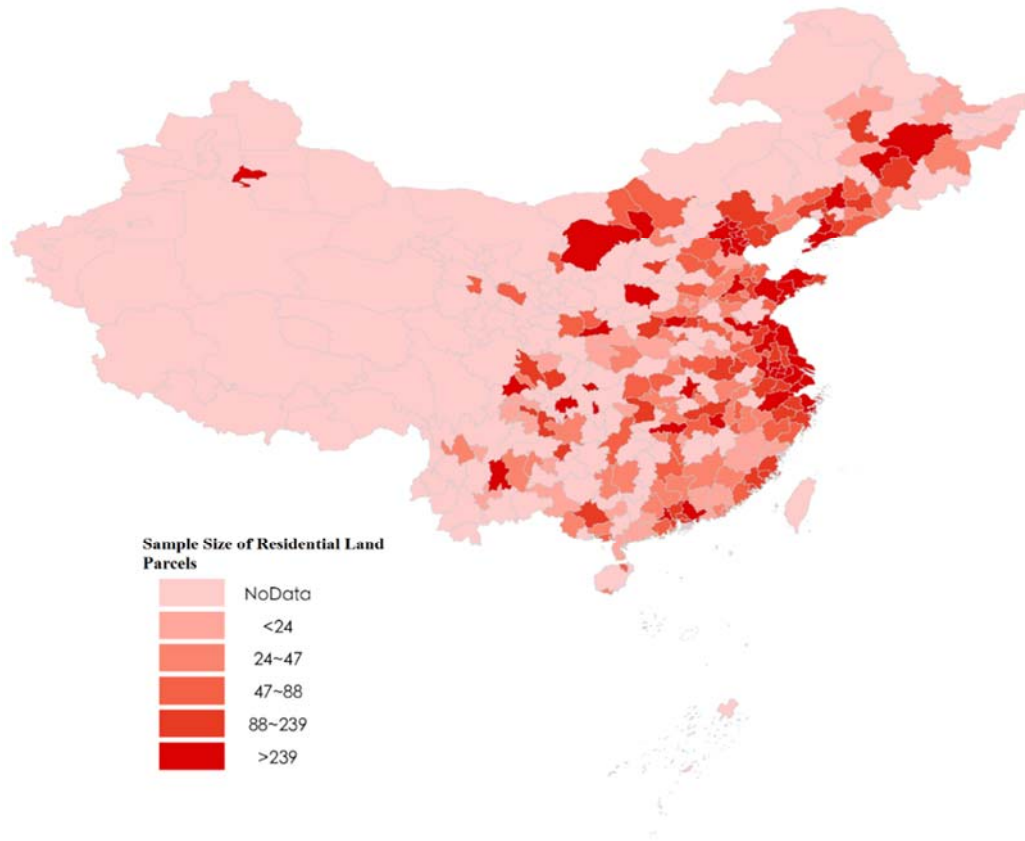 Sample Size of Residential Land
Parcels
NoData
<24
24~47
47~88
88~239
>239